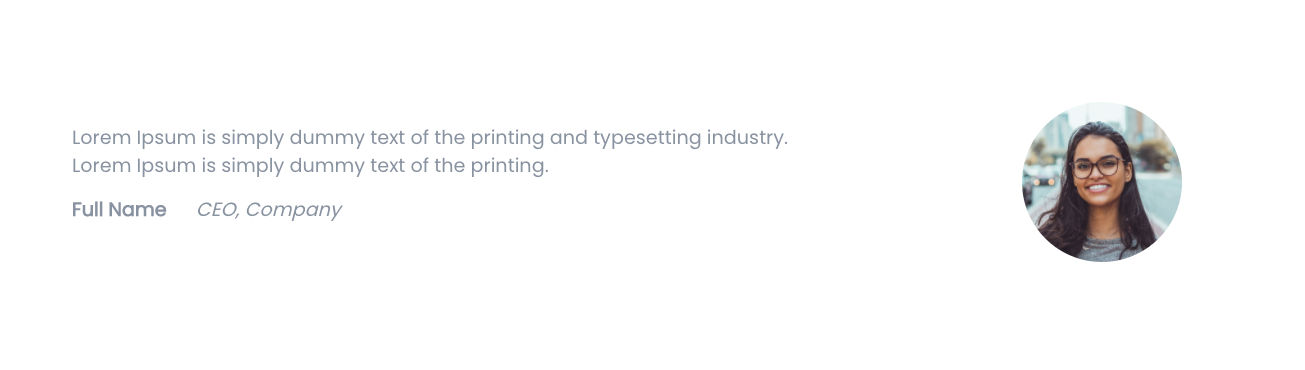 Lorem Ipsum is simply dummy text of the printing and typesetting industry.
Lorem Ipsum is simply dummy text of the printing.
Full Name CEO, Company